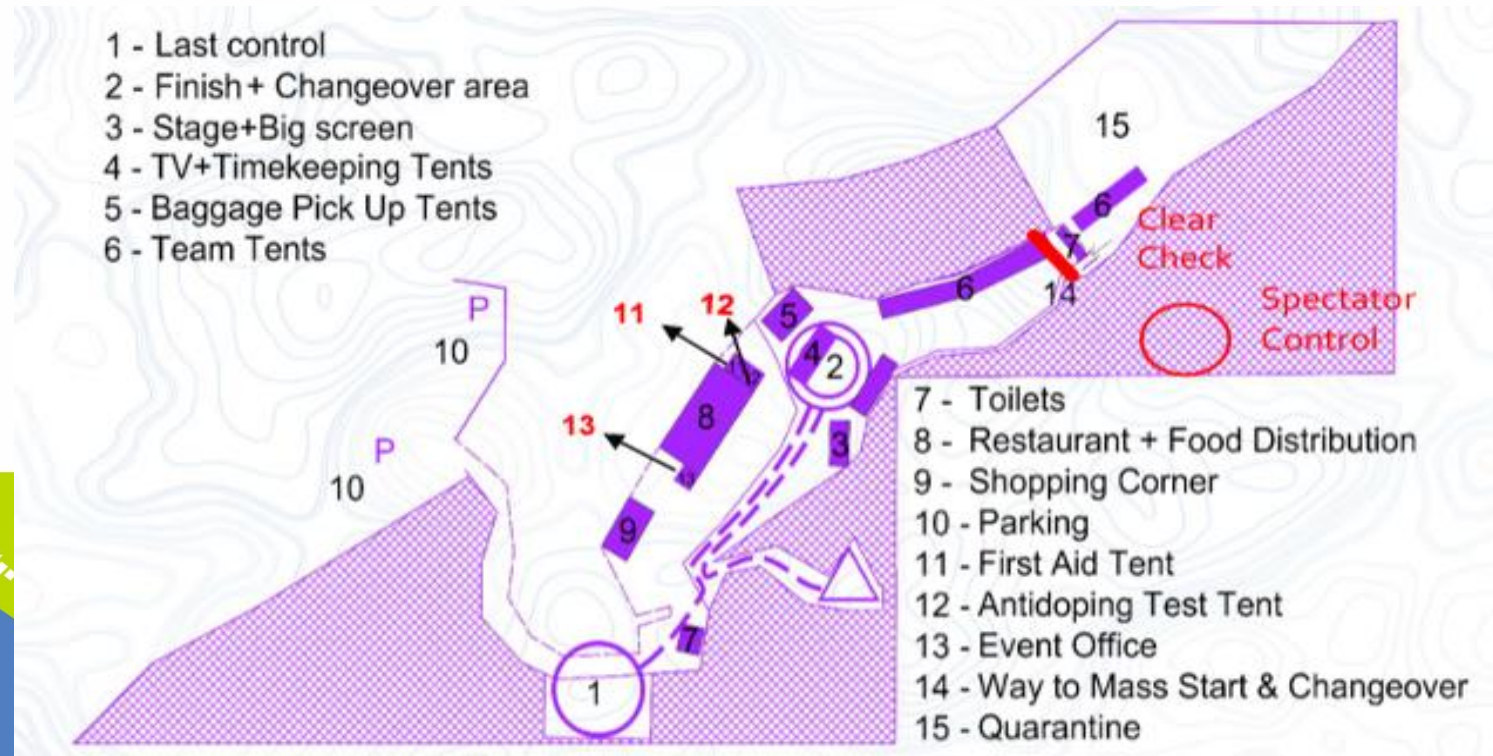 1 - Last control
2 - Finish+ Changeover area
3 - Stage+Big screen
4 - TV+Timekeeping Tents
5 - Baggage Pick Up Tents
6 - Team Tents
15
6
Clear
Check
7
6
14
Spectator
Control
P
10
11
12
5
4
2
8
3
13
P
10
9
7
1
7 - Toilets
8 - Restaurant + Food Distribution
9 - Shopping Corner
10 - Parking
11 - First Aid Tent
12 - Antidoping Test Tent
13 - Event Office
14 - Way to Mass Start & Changeover
15 - Quarantine